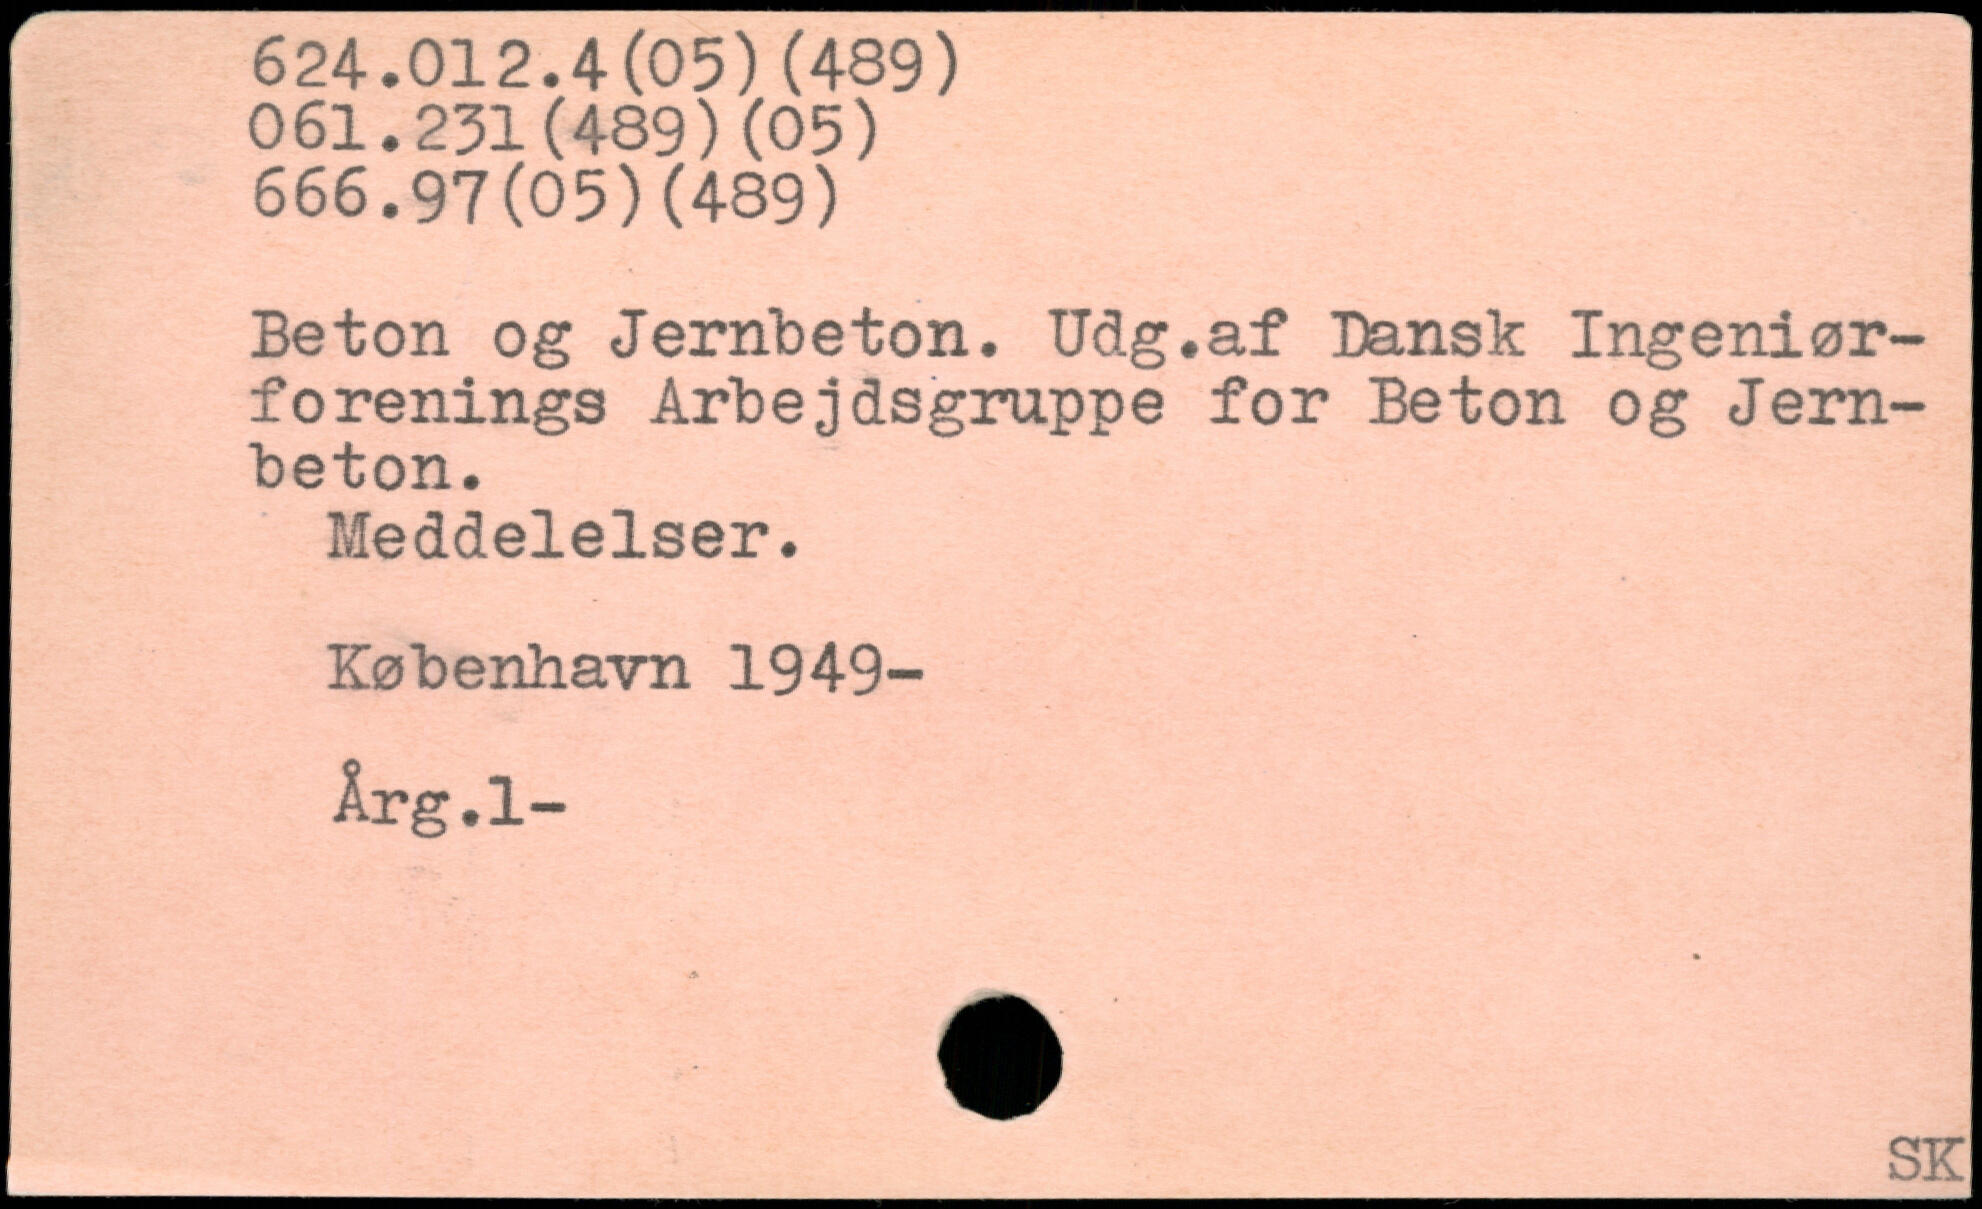 624.012.4(05)(489)
061.231(489)(05)
666.97(05)(489)
Beton og Jernbeton. Udg.af Dansk Ingeniør-
forenings Arbejdsgruppe for Beton og Jern-
beton.
Meddelelser.
København 1949-
Årg.1-
SK